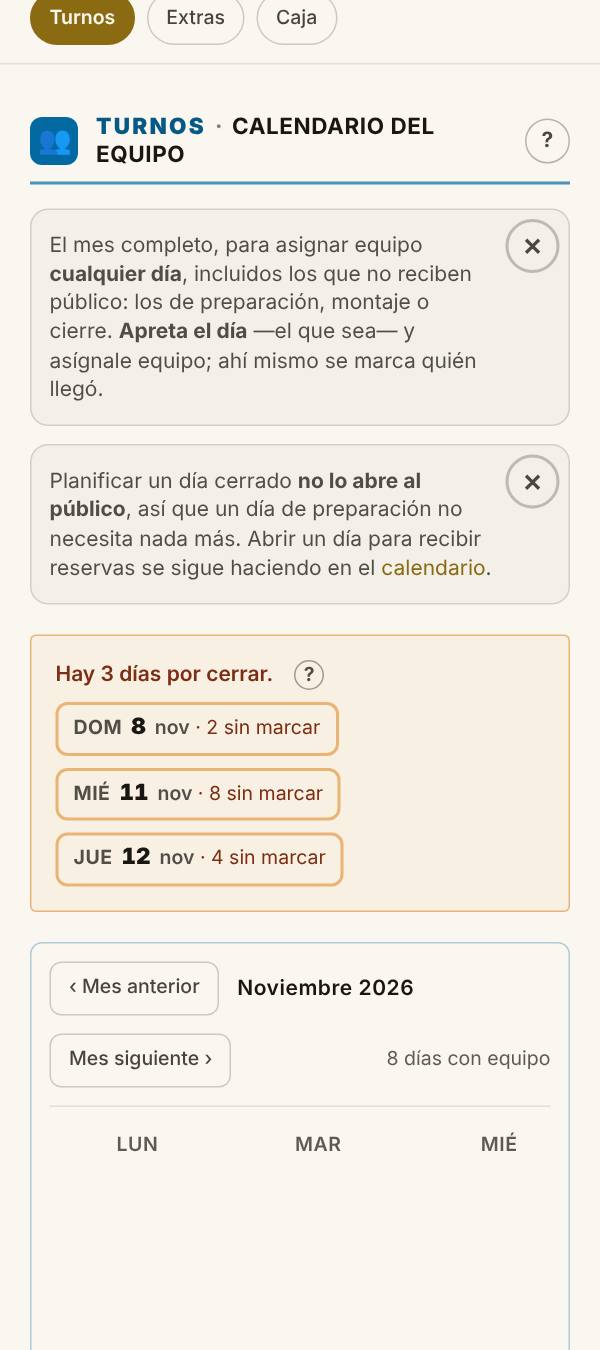 Turnos Extras Caja
TURNOS · CALENDARIO DEL
EQUIPO
?
El mes completo, para asignar equipo
cualquier día, incluidos los que no reciben
público: los de preparación, montaje o
cierre. Apreta el día —el que sea— y
asígnale equipo; ahí mismo se marca quién
llegó.
✕
Planificar un día cerrado no lo abre al
público, así que un día de preparación no
necesita nada más. Abrir un día para recibir
reservas se sigue haciendo en el calendario.
✕
Hay 3 días por cerrar. ?
DOM 8 nov · 2 sin marcar
MIÉ 11 nov · 8 sin marcar
JUE 12 nov · 4 sin marcar
‹ Mes anterior Noviembre 2026
Mes siguiente › 8 días con equipo
LUN MAR MIÉ